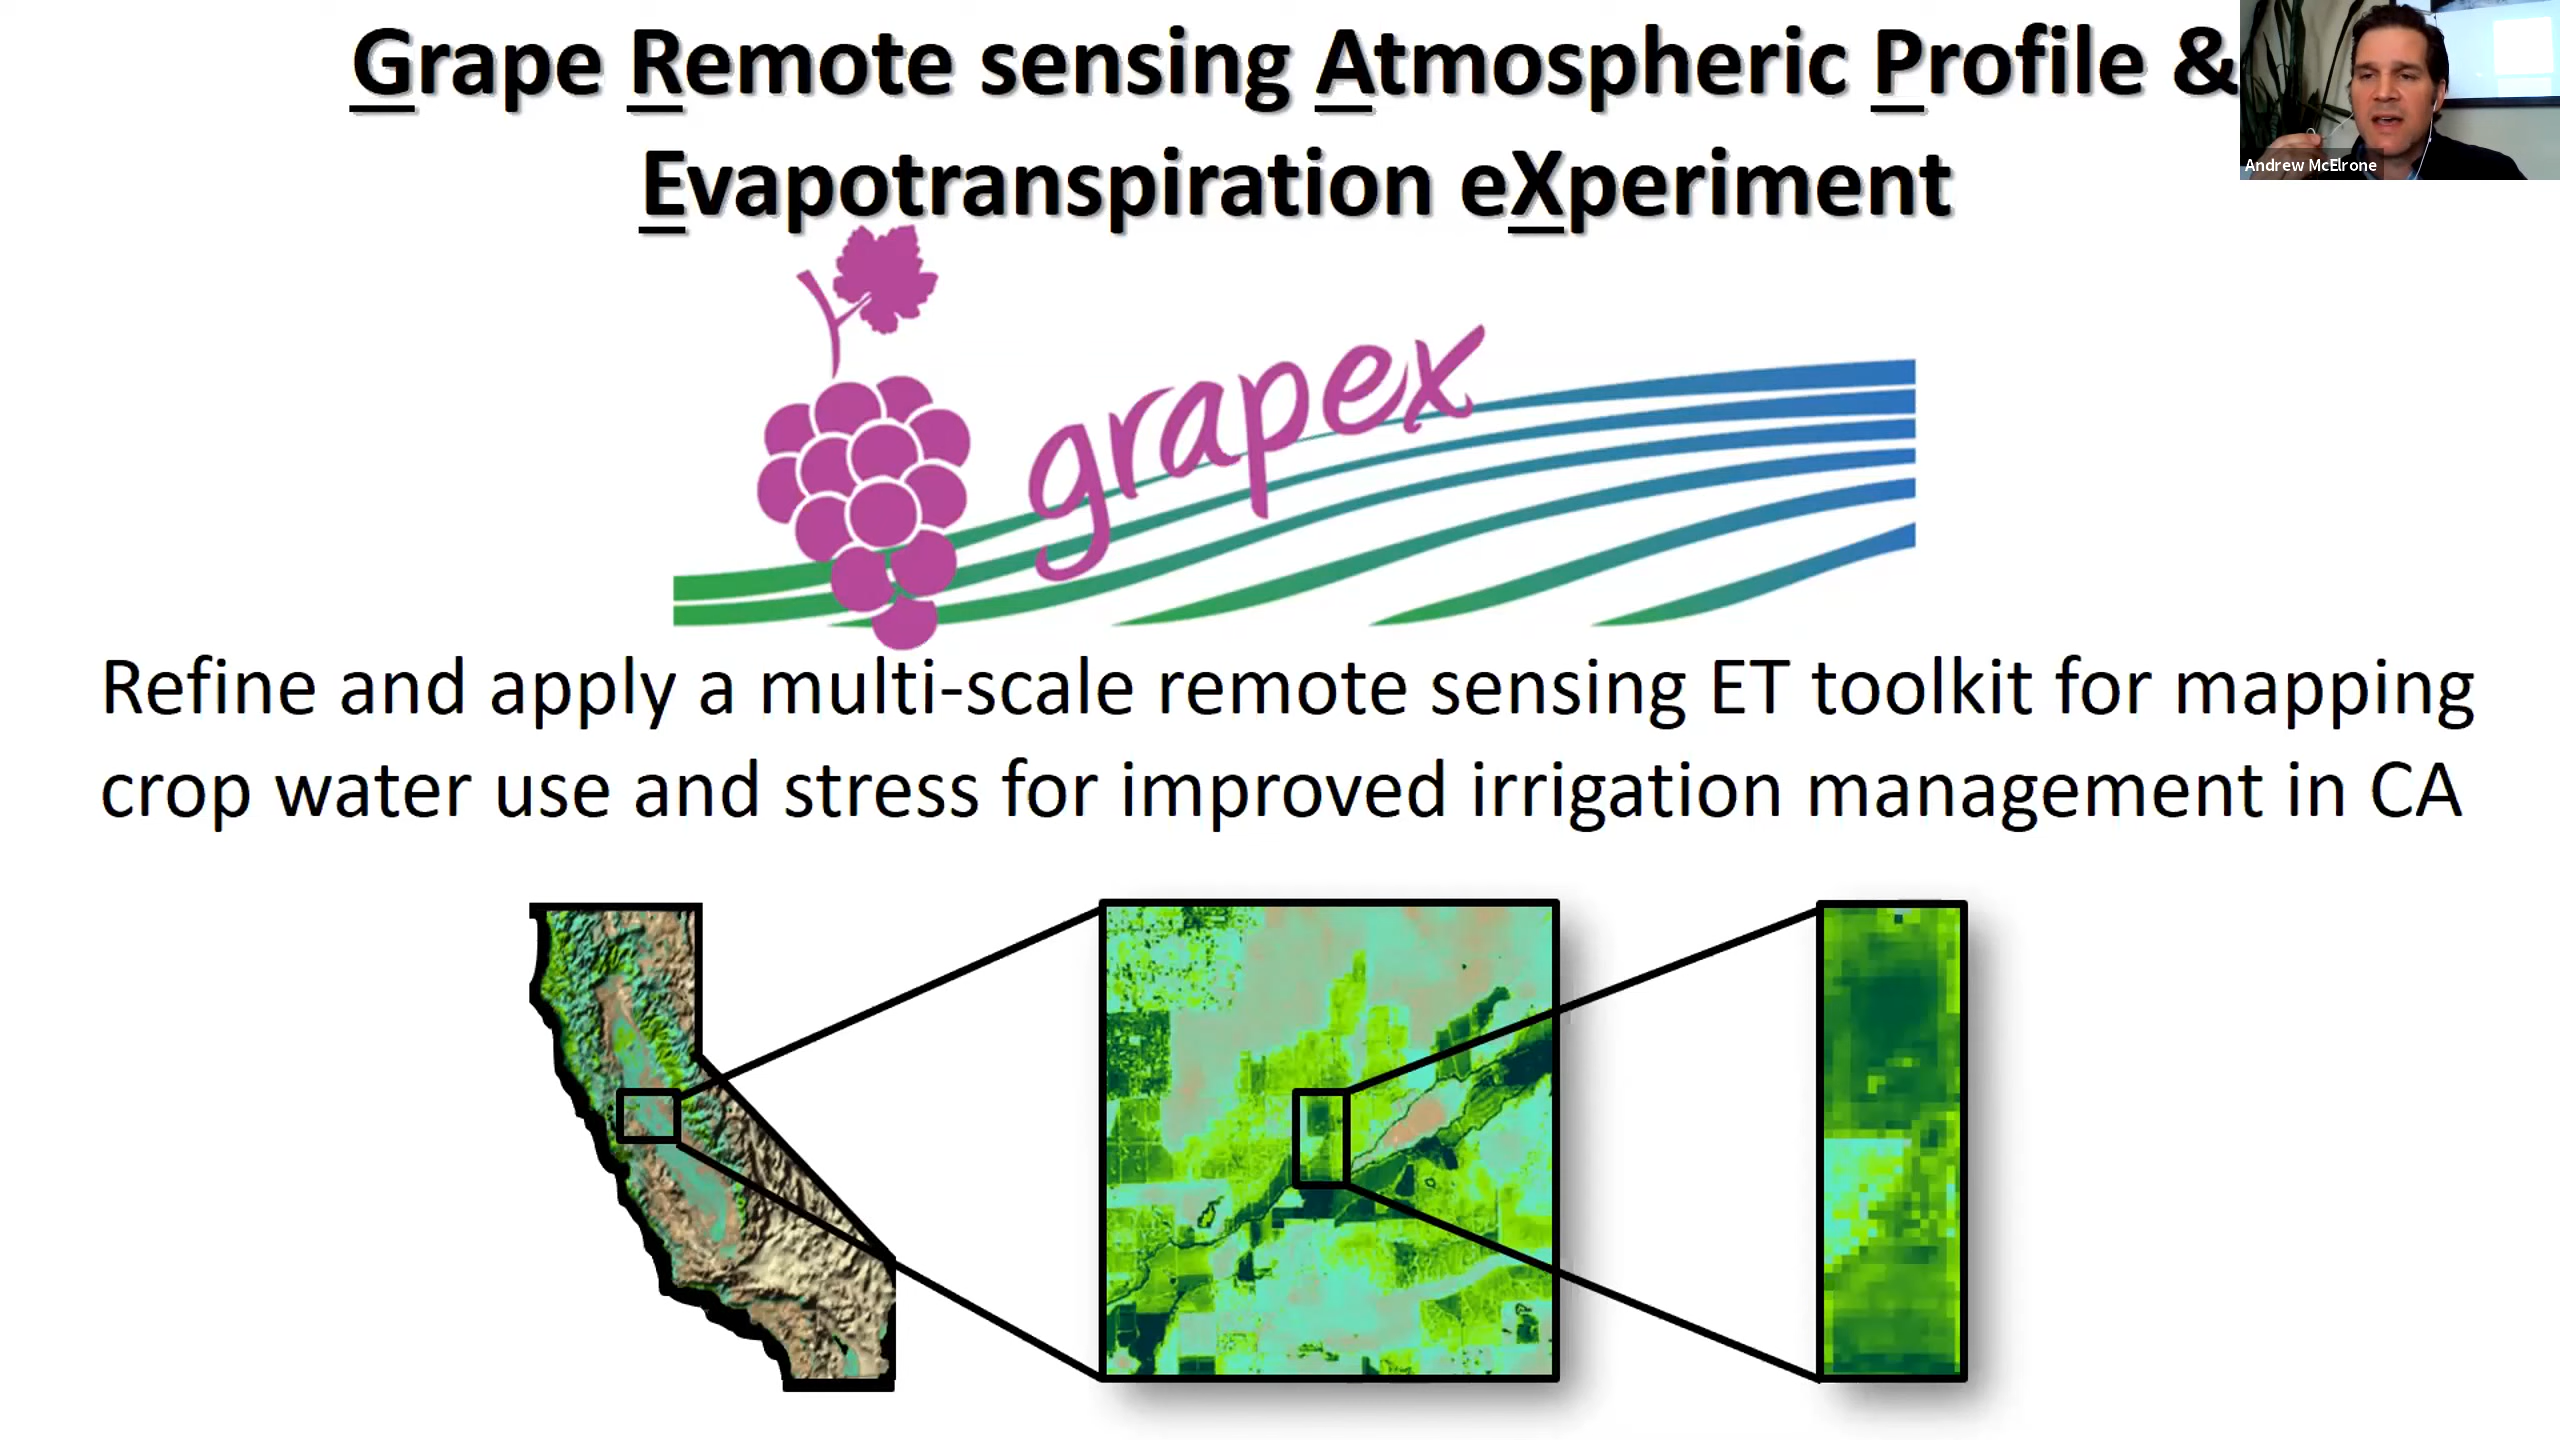 Grape Remote sensing Atmospheric Profile &
Evapotranspiration eXperiment
Andrew McElrone
grapex
Refine and apply a multi-scale remote sensing ET toolkit for mapping
crop water use and stress for improved irrigation management in CA